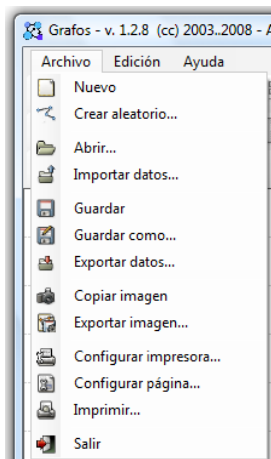 Grafos - v. 1.2.8 (cc) 2003..2008 -
Archivo Edición Ayuda
Nuevo
Crear aleatorio...
Abrir...
Importar datos...
Guardar
Guardar como...
Exportar datos...
Copiar imagen
Exportar imagen...
Configurar impresora...
Configurar página...
Imprimir...
Salir